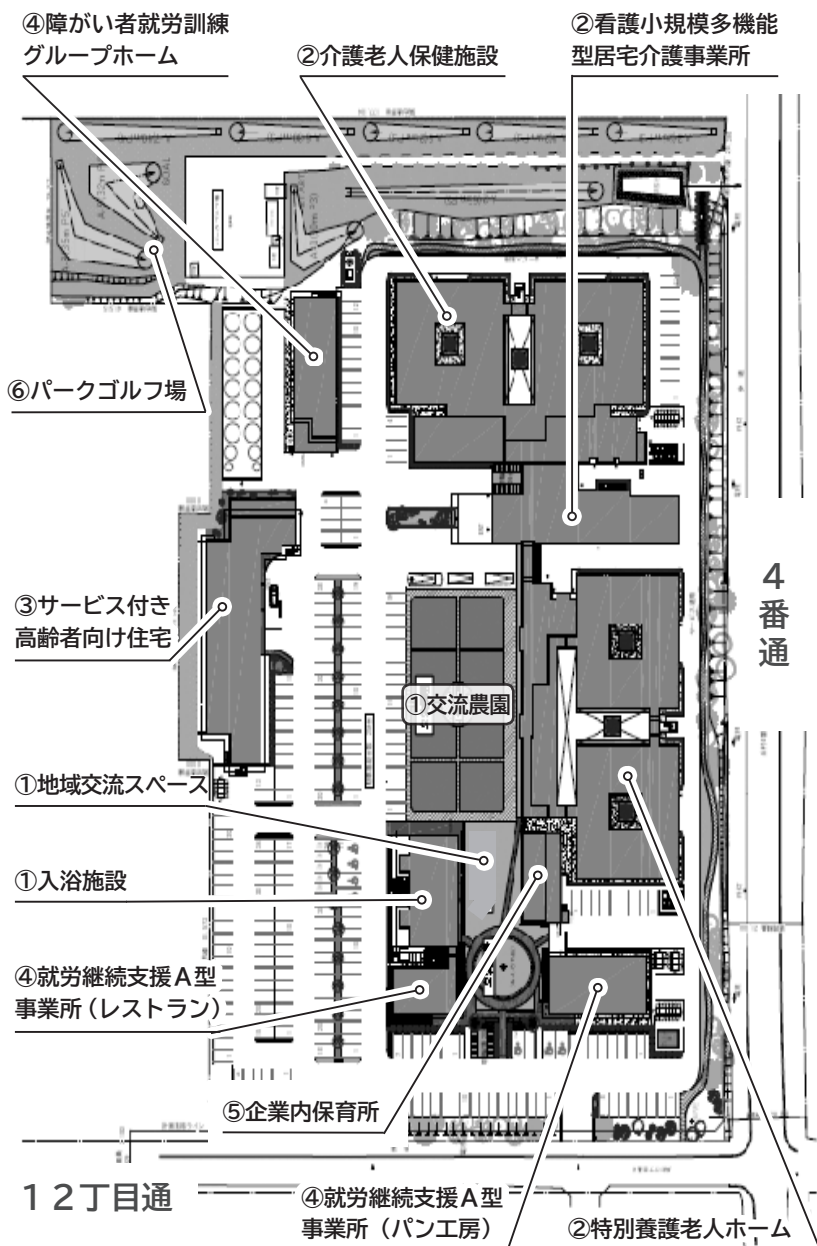 ④障がい者就労訓練
グループホーム
②介護老人保健施設
②看護小規模多機能
型居宅介護事業所
⑥パークゴルフ場
4番通
③サービス付き
高齢者向け住宅
①交流農園
①地域交流スペース
①入浴施設
④就労継続支援A型
事業所（レストラン）
⑤企業内保育所
12丁目通
④就労継続支援A型
事業所（パン工房）
②特別養護老人ホーム